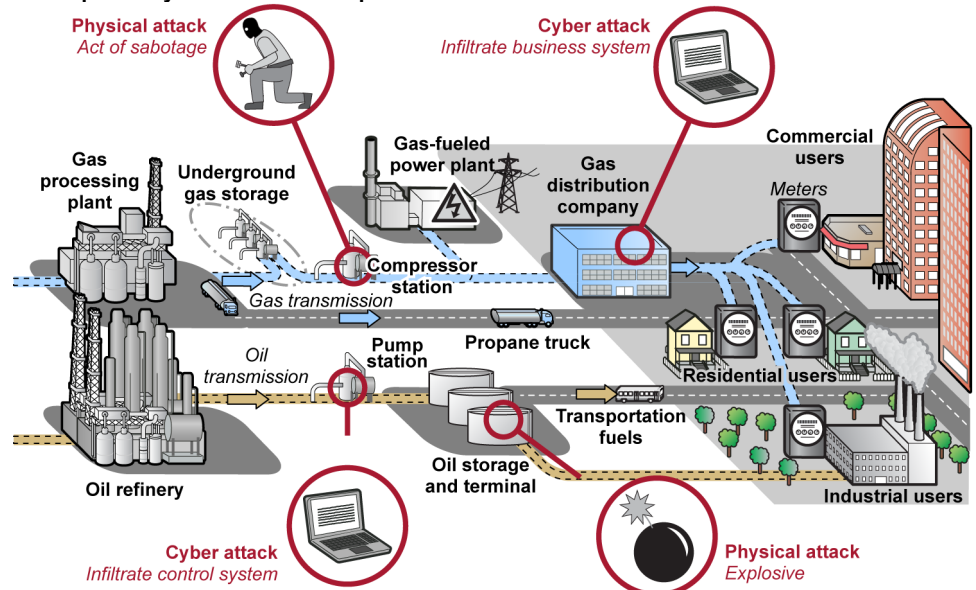 Physical attack
Act of sabotage
Cyber attack
Infiltrate business system
Gas
processing
plant
Underground
gas storage
Gas-fueled
power plant
Gas
distribution
company
Commercial
users
Meters
Compressor
station
Gas transmission
Propane truck
Oil
transmission
Pump
station
Residential users
Transportation
fuels
Oil refinery
Oil storage
and terminal
Industrial users
Cyber attack
Infiltrate control system
Physical attack
Explosive